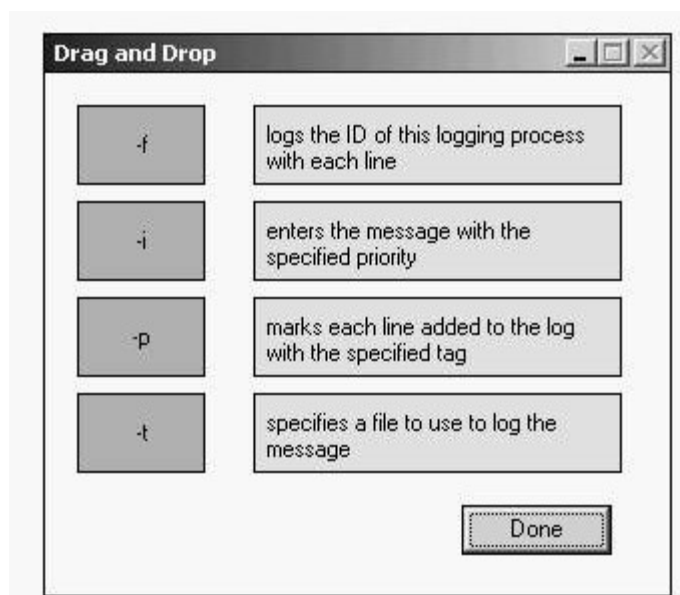 Drag and Drop
-f
logs the ID of this logging process
with each line
-i
enters the message with the
specified priority
-p
marks each line added to the log
with the specified tag
-t
specifies a file to use to log the
message
Done